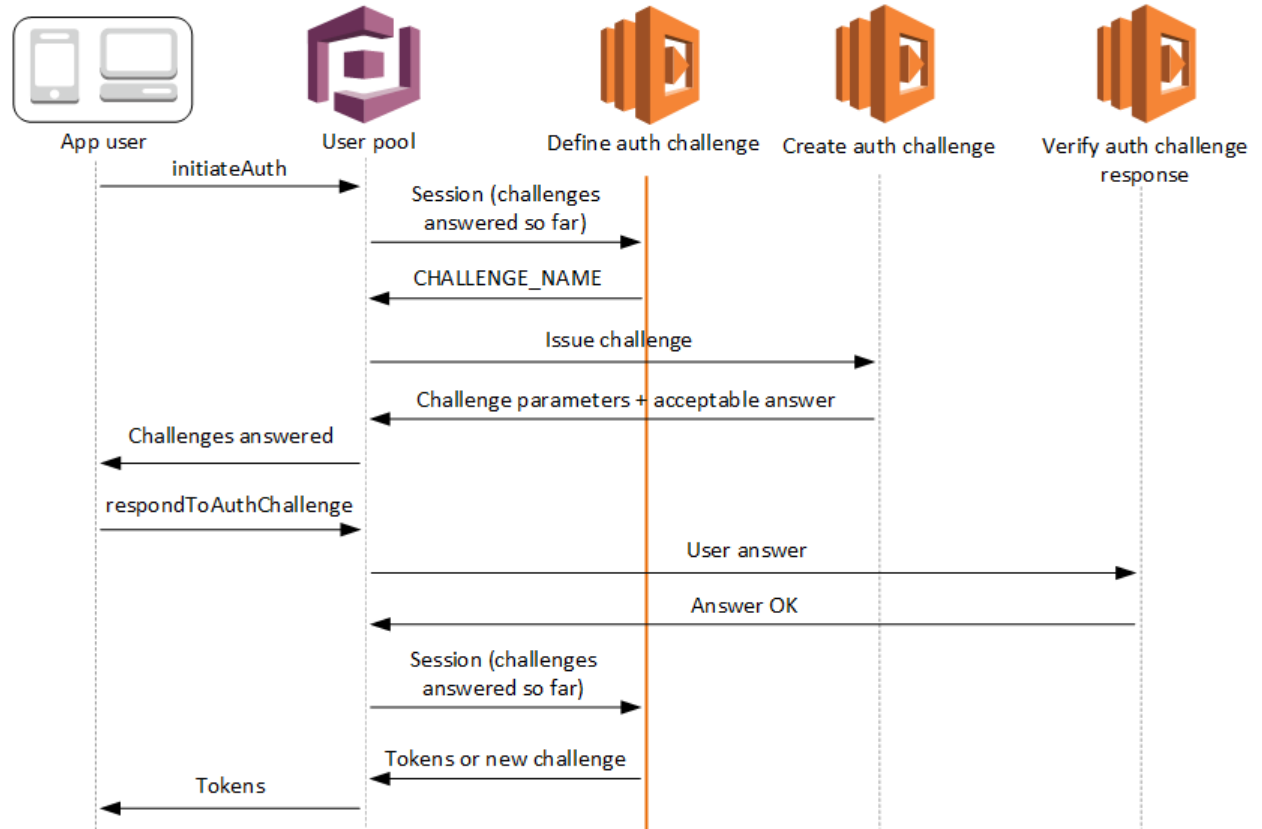 App user
User pool
Define auth challenge
Create auth challenge
Verify auth challenge
response
initiateAuth
Session (challenges
answered so far)
CHALLENGE_NAME
Issue challenge
Challenge parameters + acceptable answer
Challenges answered
respondToAuthChallenge
User answer
Answer OK
Session (challenges
answered so far)
Tokens or new challenge
Tokens